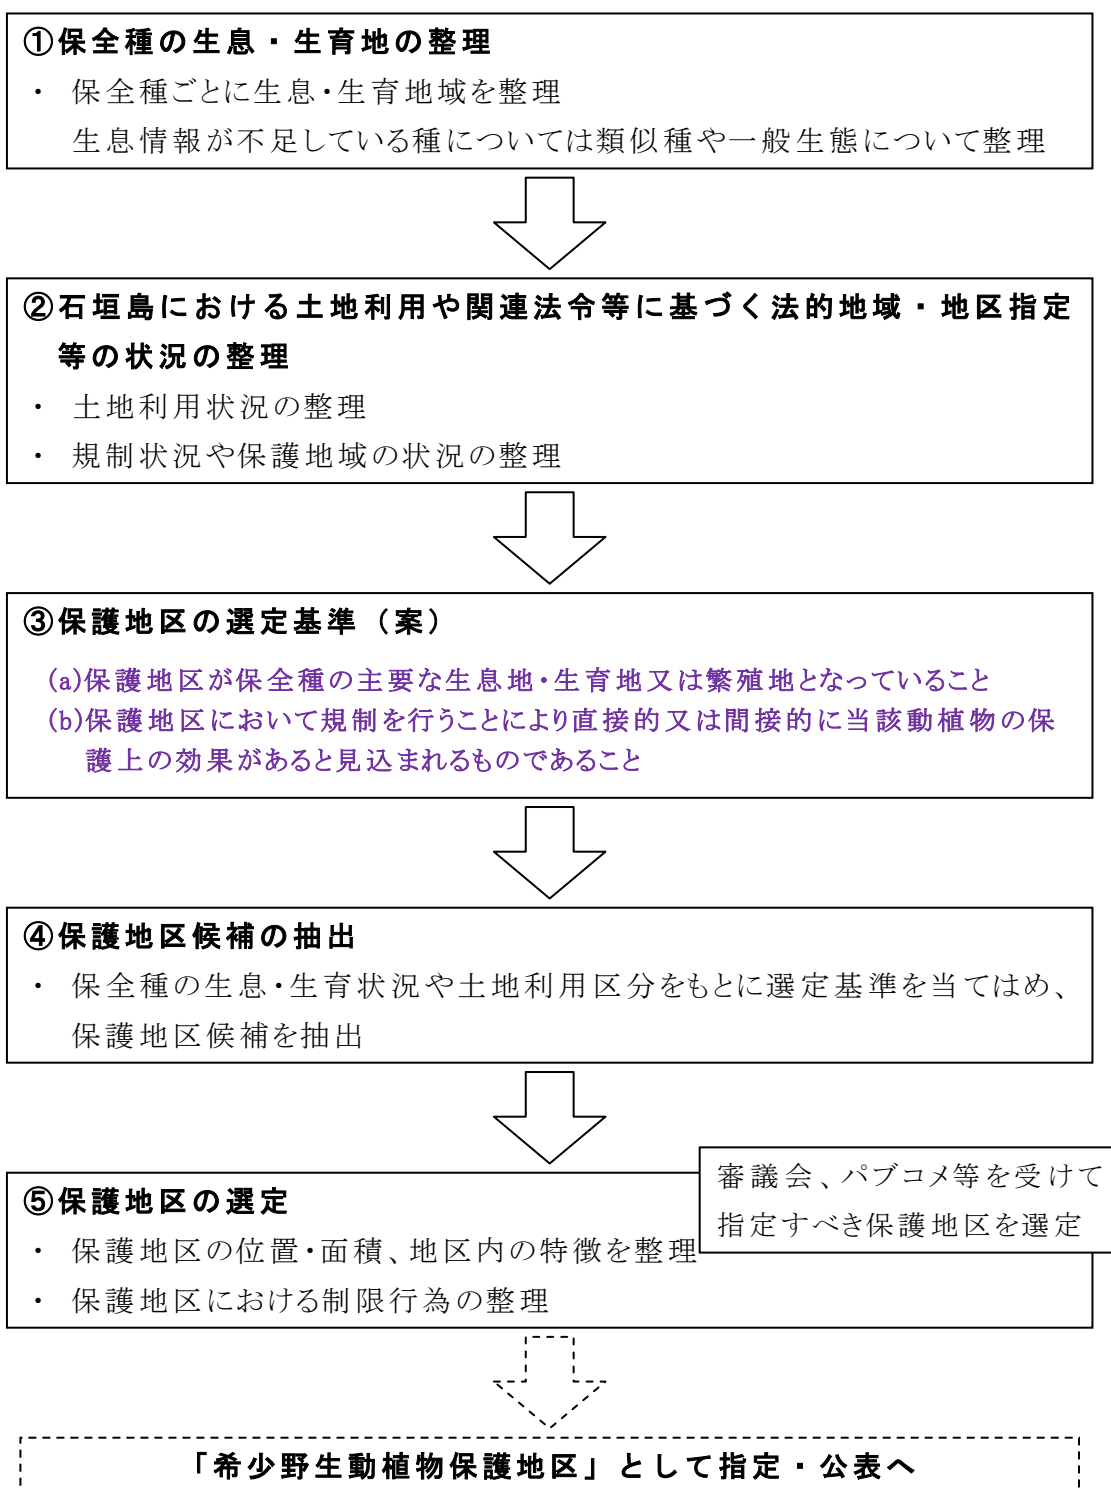 ①保全種の生息・生育地の整理
・ 保全種ごとに生息・生育地域を整理
生息情報が不足している種については類似種や一般生態について整理
②石垣島における土地利用や関連法令等に基づく法的地域・地区指定
等の状況の整理
・ 土地利用状況の整理
・ 規制状況や保護地域の状況の整理
③保護地区の選定基準（案）
(a)保護地区が保全種の主要な生息地・生育地又は繁殖地となっていること
(b)保護地区において規制を行うことにより直接的又は間接的に当該動植物の保
護上の効果があると見込まれるものであること
④保護地区候補の抽出
・ 保全種の生息・生育状況や土地利用区分をもとに選定基準を当てはめ、
保護地区候補を抽出
審議会、パブコメ等を受けて
指定すべき保護地区を選定
⑤保護地区の選定
・ 保護地区の位置・面積、地区内の特徴を整理
・ 保護地区における制限行為の整理
「希少野生動植物保護地区」として指定・公表へ